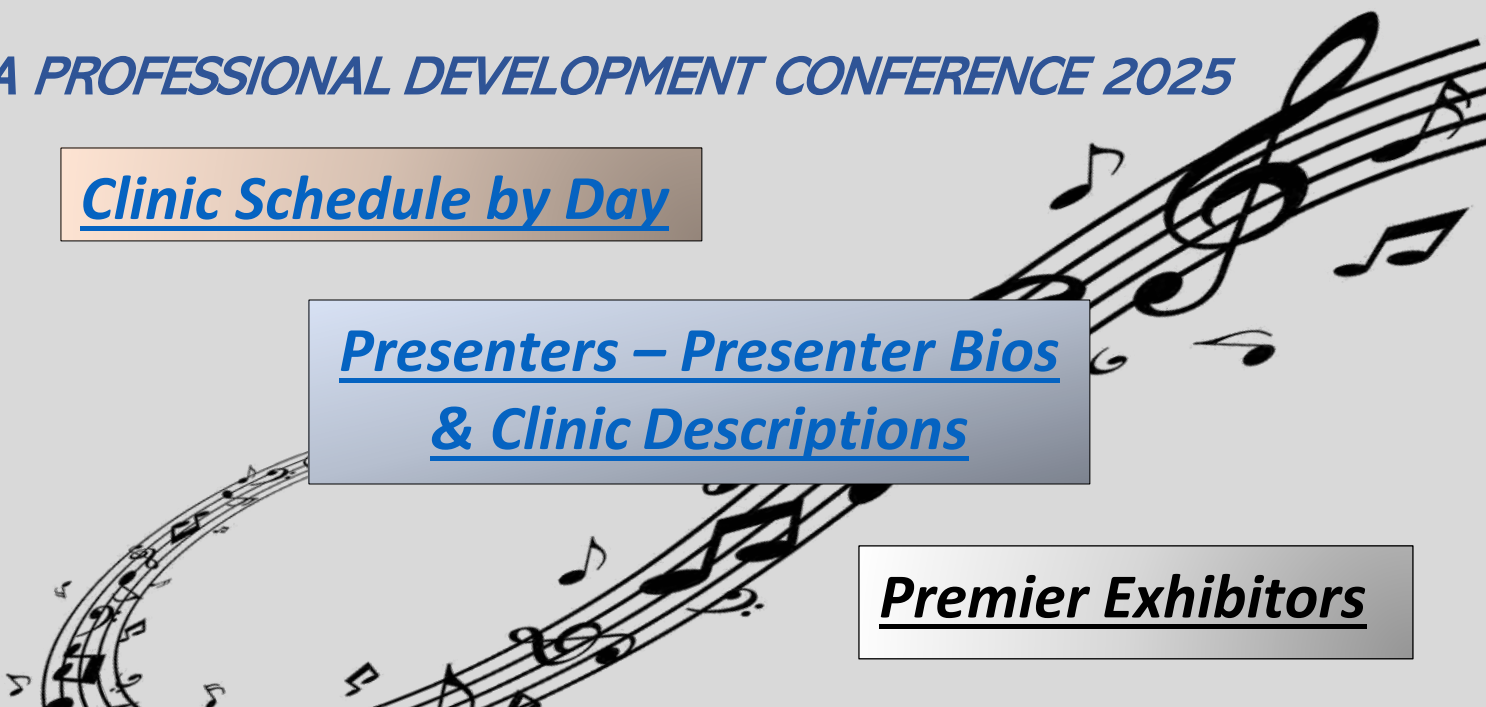 A PROFESSIONAL DEVELOPMENT CONFERENCE 2025
Clinic Schedule by Day
Presenters – Presenter Bios
& Clinic Descriptions
Premier Exhibitors